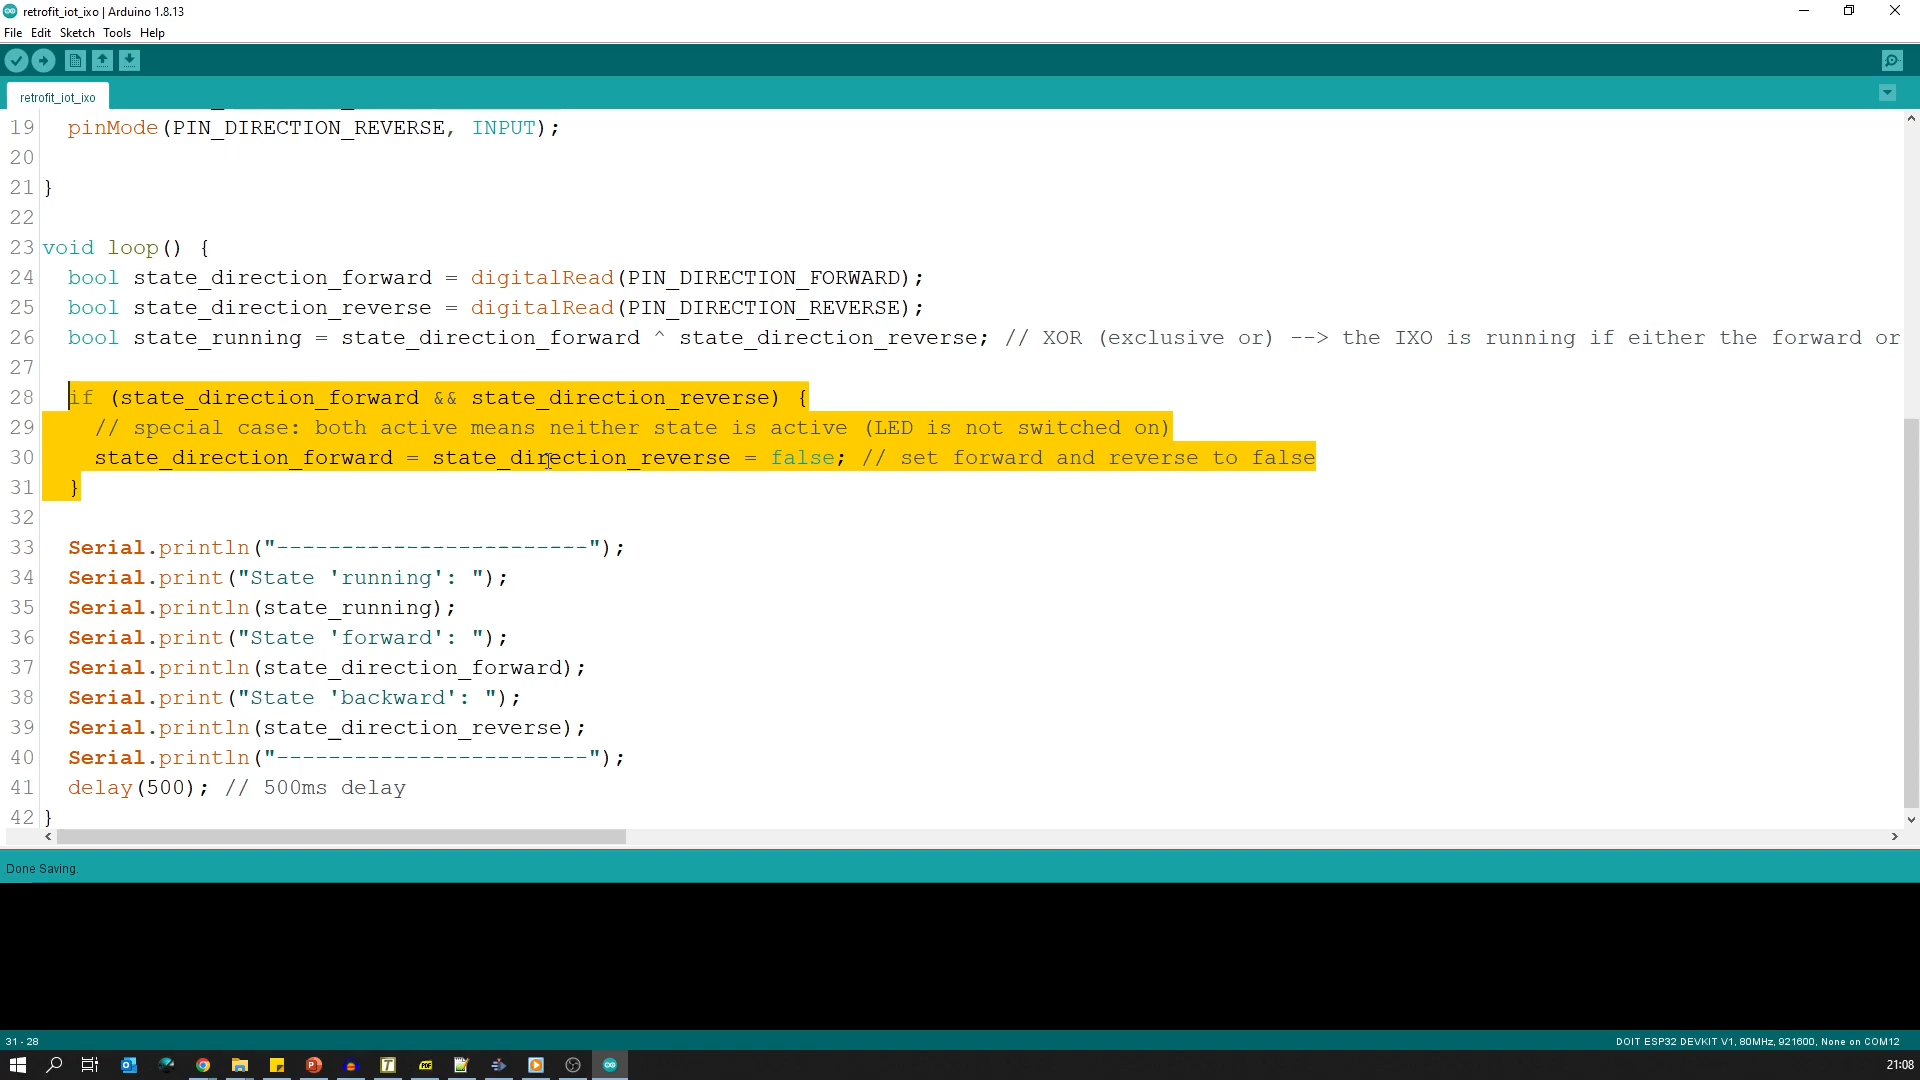 retrofit_iot_ixo | Arduino 1.8.13
File Edit Sketch Tools Help
retrofit_iot_ixo
19 pinMode(PIN_DIRECTION_REVERSE, INPUT);
20
21 }
22
23 void loop() {
24 bool state_direction_forward = digitalRead(PIN_DIRECTION_FORWARD);
25 bool state_direction_reverse = digitalRead(PIN_DIRECTION_REVERSE);
26 bool state_running = state_direction_forward ^ state_direction_reverse; // XOR (exclusive or) --> the IXO is running if either the forward or
27
28 if (state_direction_forward && state_direction_reverse) {
29 // special case: both active means neither state is active (LED is not switched on)
30 state_direction_forward = state_direction_reverse = false; // set forward and reverse to false
31 }
32
33 Serial.println("------------------------");
34 Serial.print("State 'running': ");
35 Serial.println(state_running);
36 Serial.print("State 'forward': ");
37 Serial.println(state_direction_forward);
38 Serial.print("State 'backward': ");
39 Serial.println(state_direction_reverse);
40 Serial.println("------------------------");
41 delay(500); // 500ms delay
42 }
Done Saving.
31 - 28
DOIT ESP32 DEVKIT V1, 80MHz, 921600, None on COM12
21:08